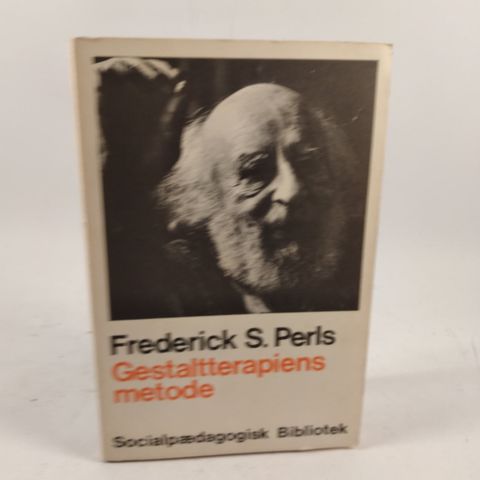 Frederick S. Perls
Gestaltterapiens
metode
Socialpædagogisk Bibliotek